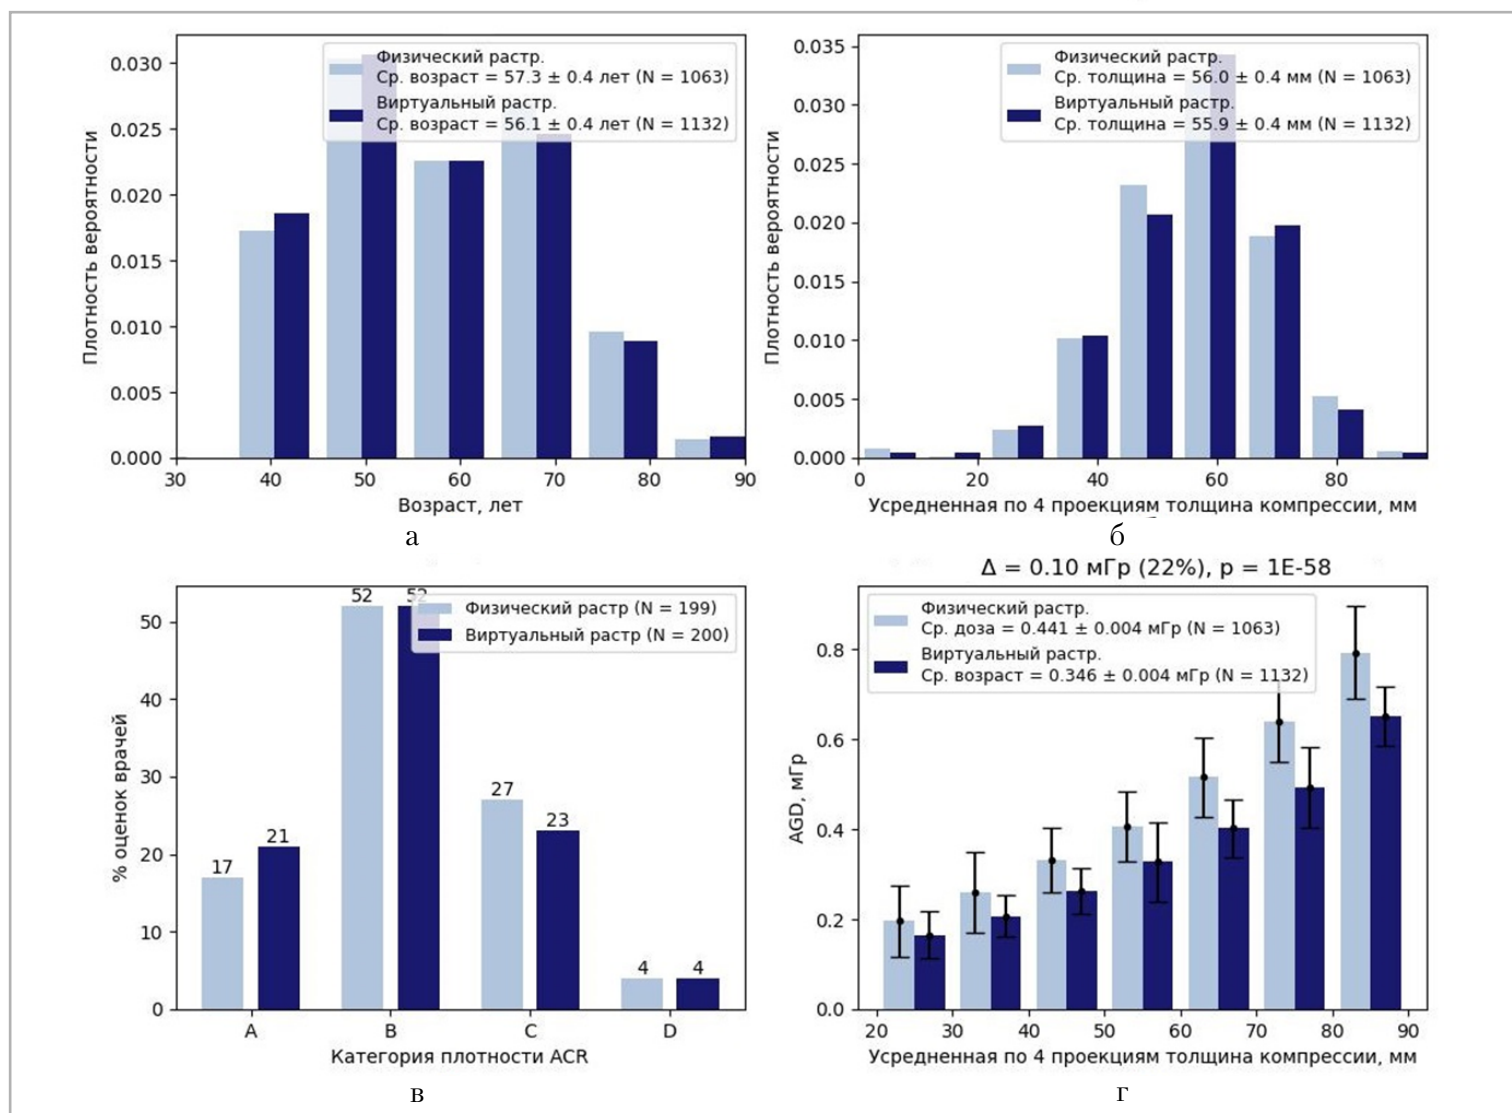 Физический растр.
Ср. возраст = 57.3 ± 0.4 лет (N = 1063)
Виртуальный растр.
Ср. возраст = 56.1 ± 0.4 лет (N = 1132)
0.030
0.025
0.020
0.015
0.010
0.005
0.000
Плотность вероятности
30 40 50 60 70 80 90
Возраст, лет
а
Физический растр.
Ср. толщина = 56.0 ± 0.4 мм (N = 1063)
Виртуальный растр.
Ср. толщина = 55.9 ± 0.4 мм (N = 1132)
0.035
0.030
0.025
0.020
0.015
0.010
0.005
0.000
Плотность вероятности
0 20 40 60 80
Усредненная по 4 проекциям толщина компрессии, мм
б
Физический растр (N = 199)
Виртуальный растр (N = 200)
50
40
30
20
10
0
% оценок врачей
17 21 52 52 27 23 4 4
A B C D
Категория плотности ACR
в
Δ = 0.10 мГр (22%), p = 1E-58
Физический растр.
Ср. доза = 0.441 ± 0.004 мГр (N = 1063)
Виртуальный растр.
Ср. возраст = 0.346 ± 0.004 мГр (N = 1132)
0.8
0.6
0.4
0.2
0.0
AGD, мГр
20 30 40 50 60 70 80 90
Усредненная по 4 проекциям толщина компрессии, мм
г